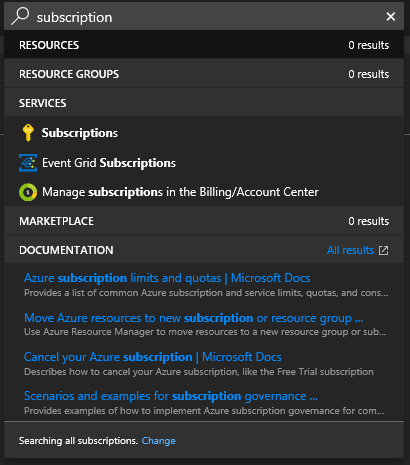 subscription
RESOURCES 0 results
RESOURCE GROUPS 0 results
SERVICES
Subscriptions
Event Grid Subscriptions
Manage subscriptions in the Billing/Account Center
MARKETPLACE 0 results
DOCUMENTATION All results
Azure subscription limits and quotas | Microsoft Docs
Provides a list of common Azure subscription and service limits, quotas, and cons...
Move Azure resources to new subscription or resource group ...
Use Azure Resource Manager to move resources to a new resource group or sub...
Cancel your Azure subscription | Microsoft Docs
Describes how to cancel your Azure subscription, like the Free Trial subscription
Scenarios and examples for subscription governance ...
Provides examples of how to implement Azure subscription governance for com...
Searching all subscriptions. Change